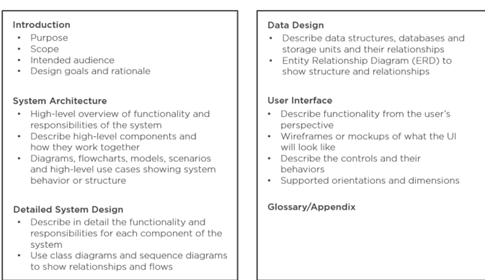 Introduction
• Purpose
• Scope
• Intended audience
• Design goals and rationale
System Architecture
• High-level overview of functionality and
responsibilities of the system
• Describe high-level components and
how they work together
• Diagrams, flowcharts, models, scenarios
and high-level use cases showing system
behavior or structure
Detailed System Design
• Describe in detail the functionality and
responsibilities for each component of the
system
• Use class diagrams and sequence diagrams
to show relationships and flows
Data Design
• Describe data structures, databases and
storage units and their relationships
• Entity Relationship Diagram (ERD) to
show structure and relationships
User Interface
• Describe functionality from the user's
perspective
• Wireframes or mockups of what the UI
will look like
• Describe the controls and their
behaviors
• Supported orientations and dimensions
Glossary/Appendix